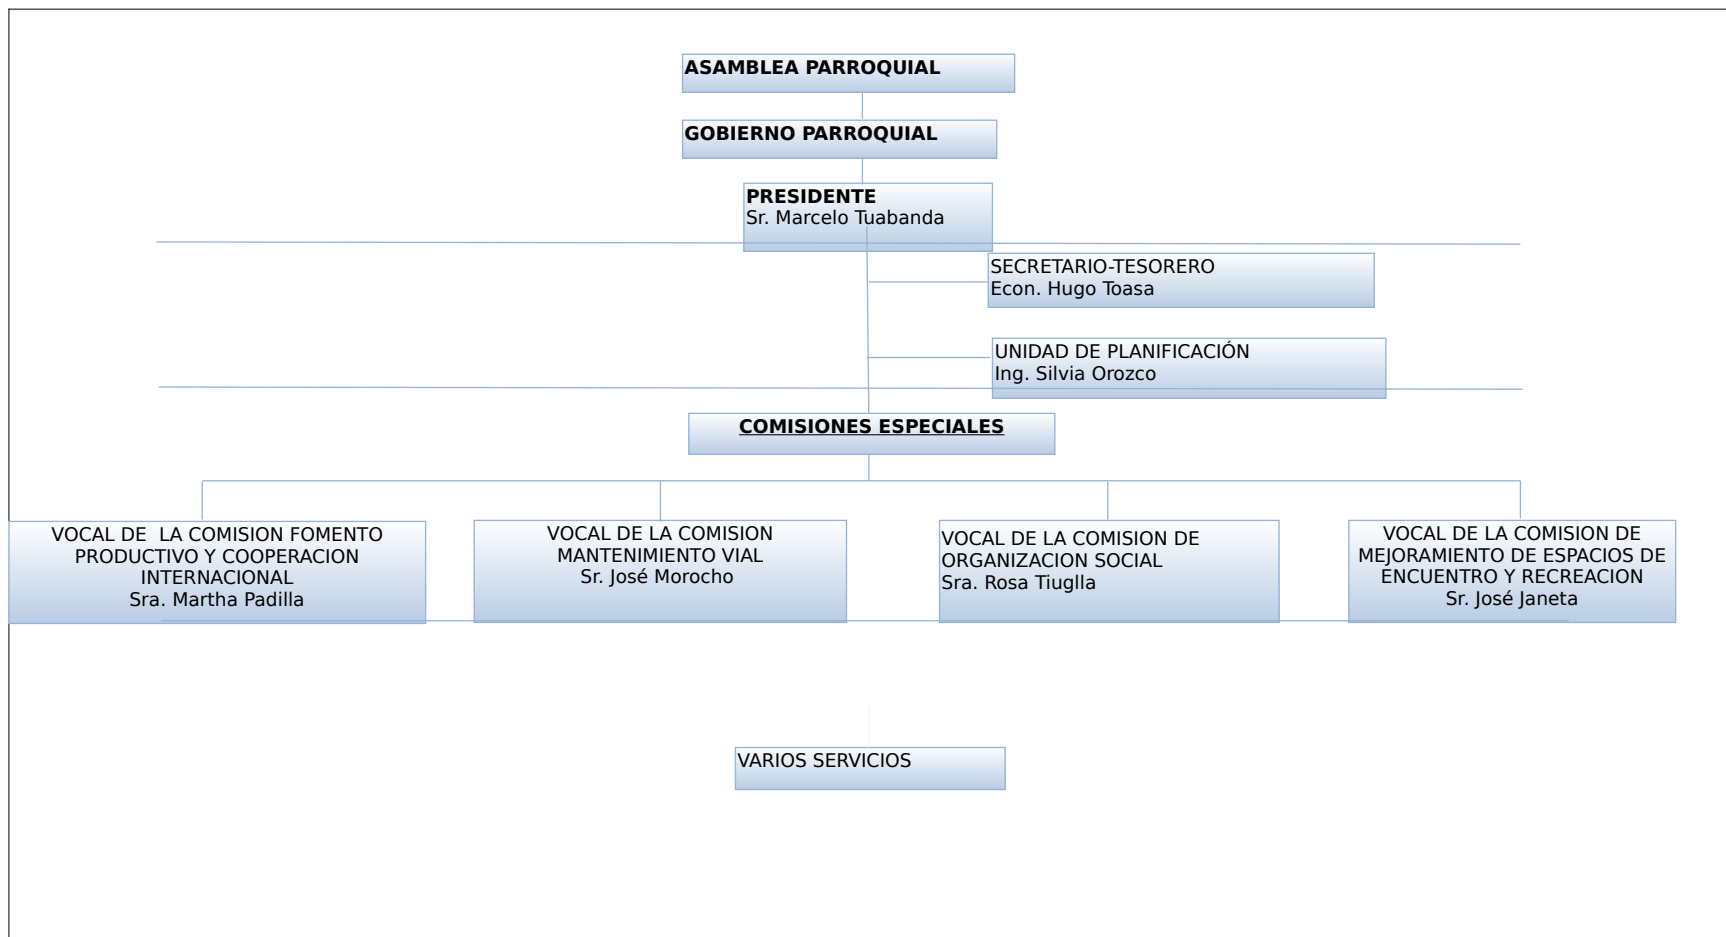 ASAMBLEA PARROQUIAL
GOBIERNO PARROQUIAL
PRESIDENTE
Sr. Marcelo Tuabanda
SECRETARIO-TESORERO
Econ. Hugo Toasa
UNIDAD DE PLANIFICACIÓN
Ing. Silvia Orozco
COMISIONES ESPECIALES
VOCAL DE  LA COMISION FOMENTO
PRODUCTIVO Y COOPERACION
INTERNACIONAL
Sra. Martha Padilla
VOCAL DE LA COMISION
MANTENIMIENTO VIAL
Sr. José Morocho
VOCAL DE LA COMISION DE
ORGANIZACION SOCIAL
Sra. Rosa Tiuglla
VOCAL DE LA COMISION DE
MEJORAMIENTO DE ESPACIOS DE
ENCUENTRO Y RECREACION
Sr. José Janeta
VARIOS SERVICIOS